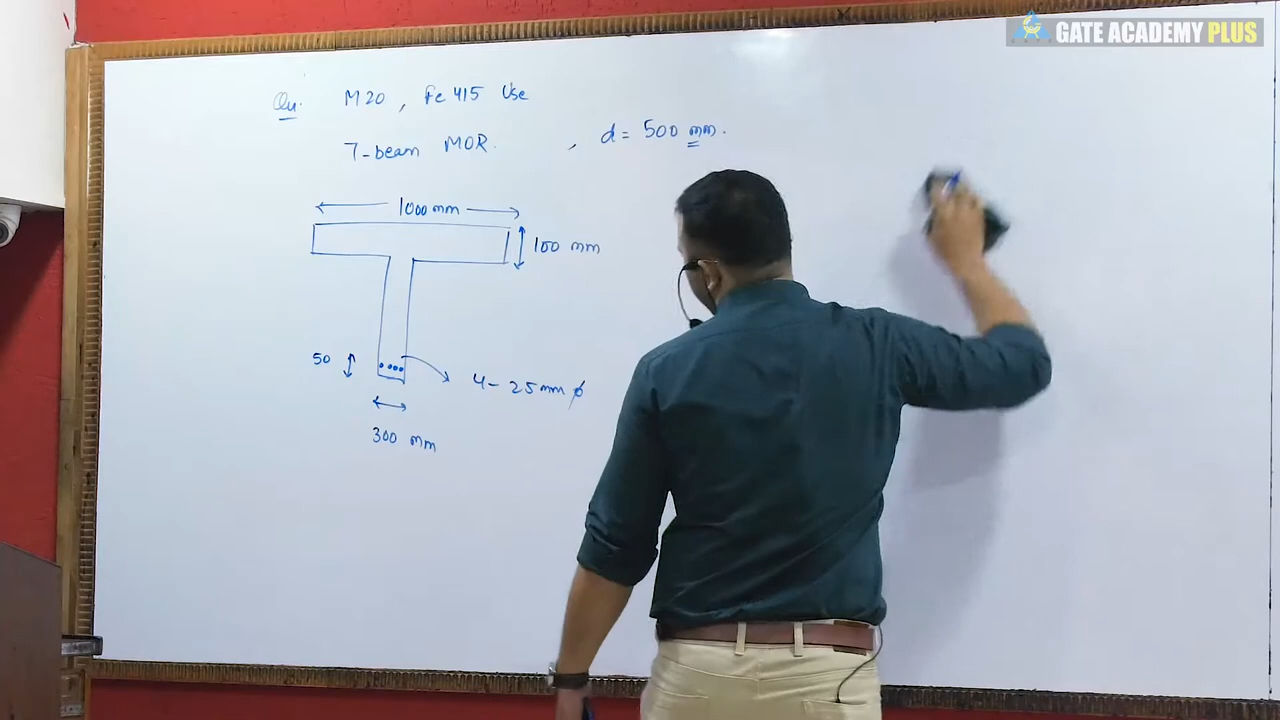 GATE ACADEMY PLUS
Qu. M20, Fe 415 Use
T-beam MOR. , d = 500 mm.
1000 mm
100 mm
50
4 - 25 mm ϕ
300 mm